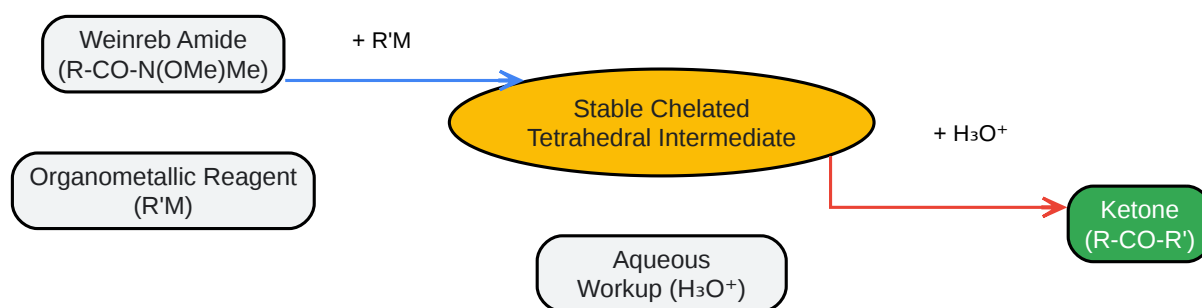 Weinreb Amide
(R-CO-N(OMe)Me)
+ R'M
Stable Chelated
Tetrahedral Intermediate
+ H₃O⁺
Organometallic Reagent
(R'M)
Ketone
(R-CO-R')
Aqueous
Workup (H₃O⁺)